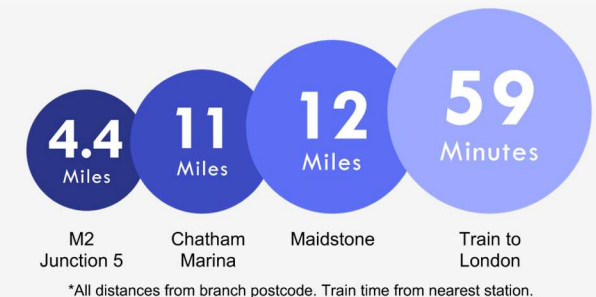 4.4
Miles
11
Miles
12
Miles
59
Minutes
M2
Junction 5
Chatham
Marina
Maidstone
Train to
London
*All distances from branch postcode. Train time from nearest station.